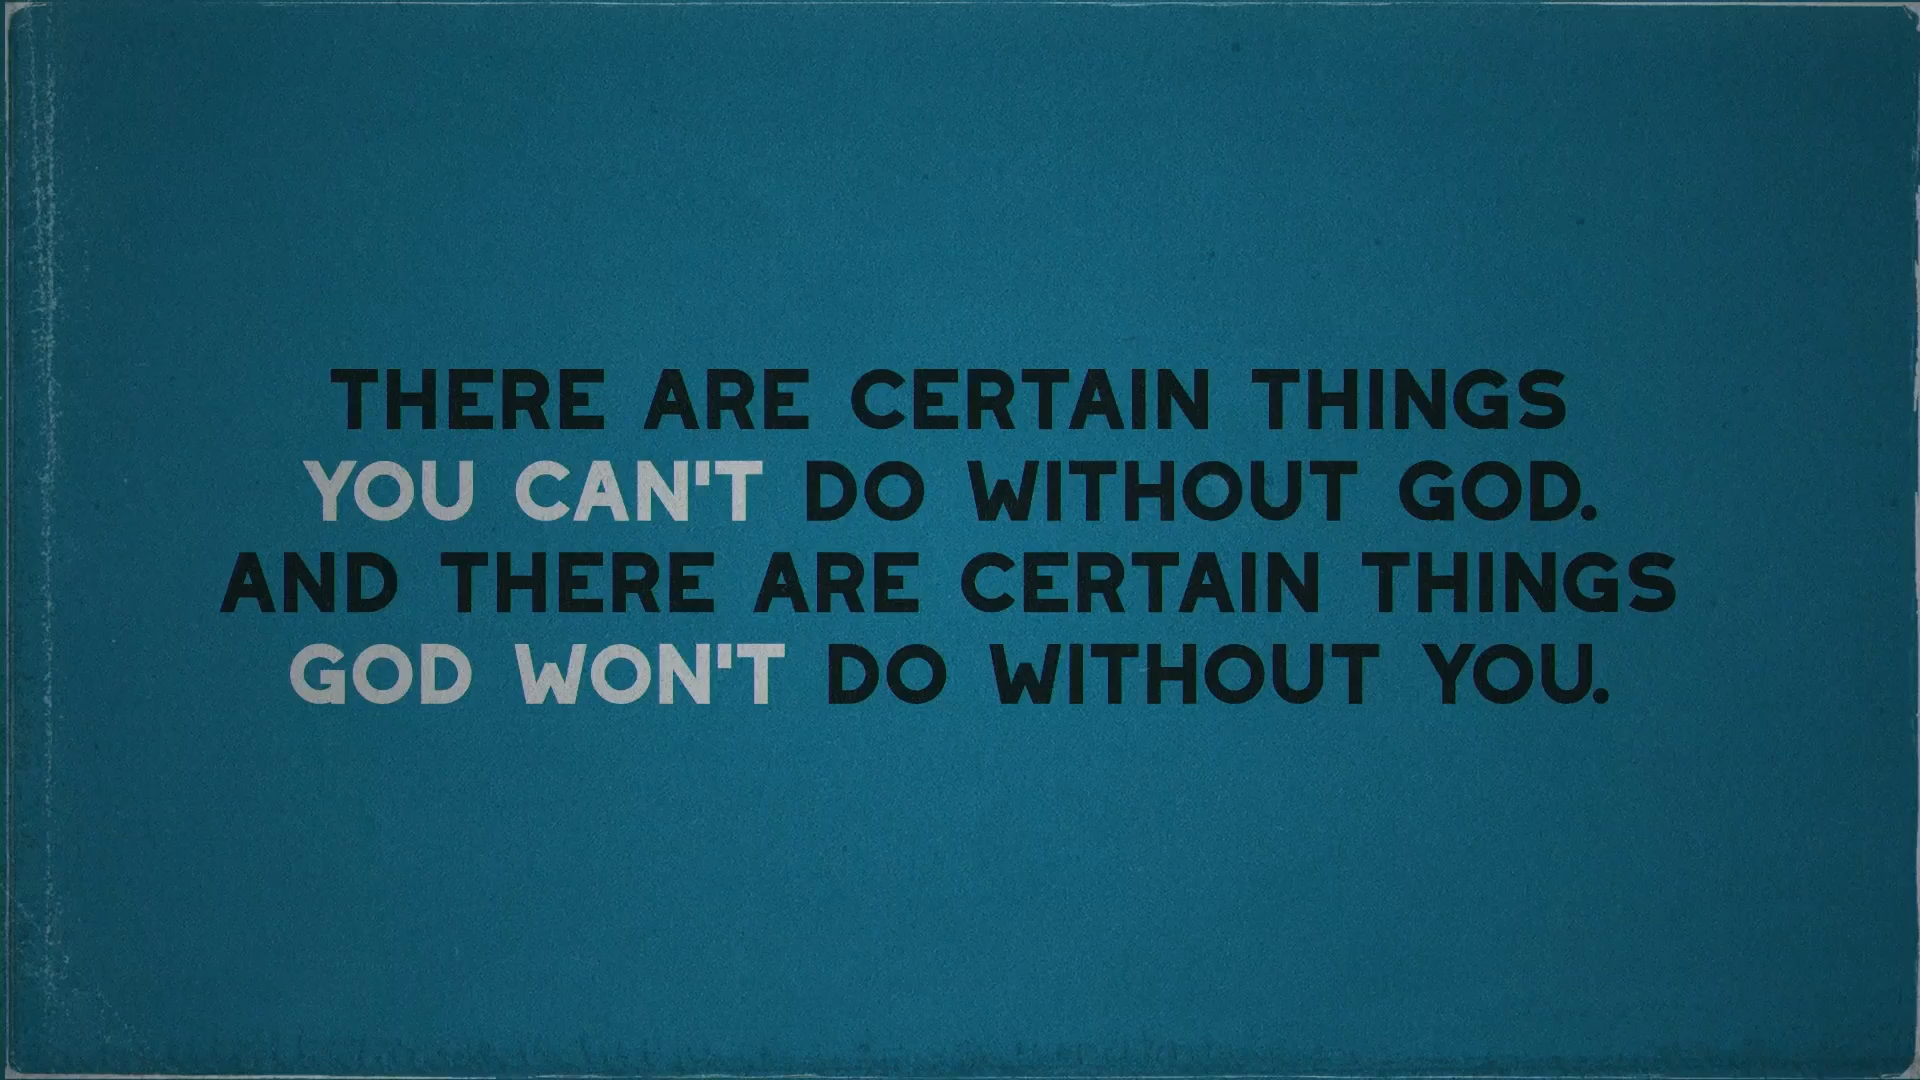 THERE ARE CERTAIN THINGS
YOU CAN'T DO WITHOUT GOD.
AND THERE ARE CERTAIN THINGS
GOD WON'T DO WITHOUT YOU.